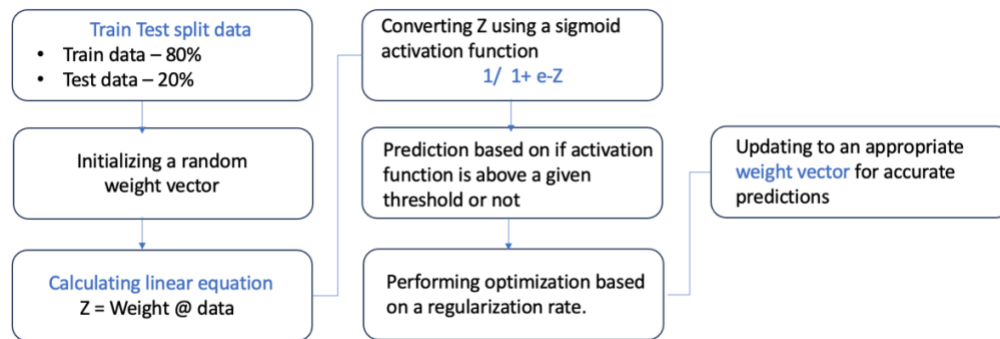 Train Test split data
• Train data – 80%
• Test data – 20%
Initializing a random
weight vector
Calculating linear equation
Z = Weight @ data
Converting Z using a sigmoid
activation function
1/ 1+ e-Z
Prediction based on if activation
function is above a given
threshold or not
Performing optimization based
on a regularization rate.
Updating to an appropriate
weight vector for accurate
predictions